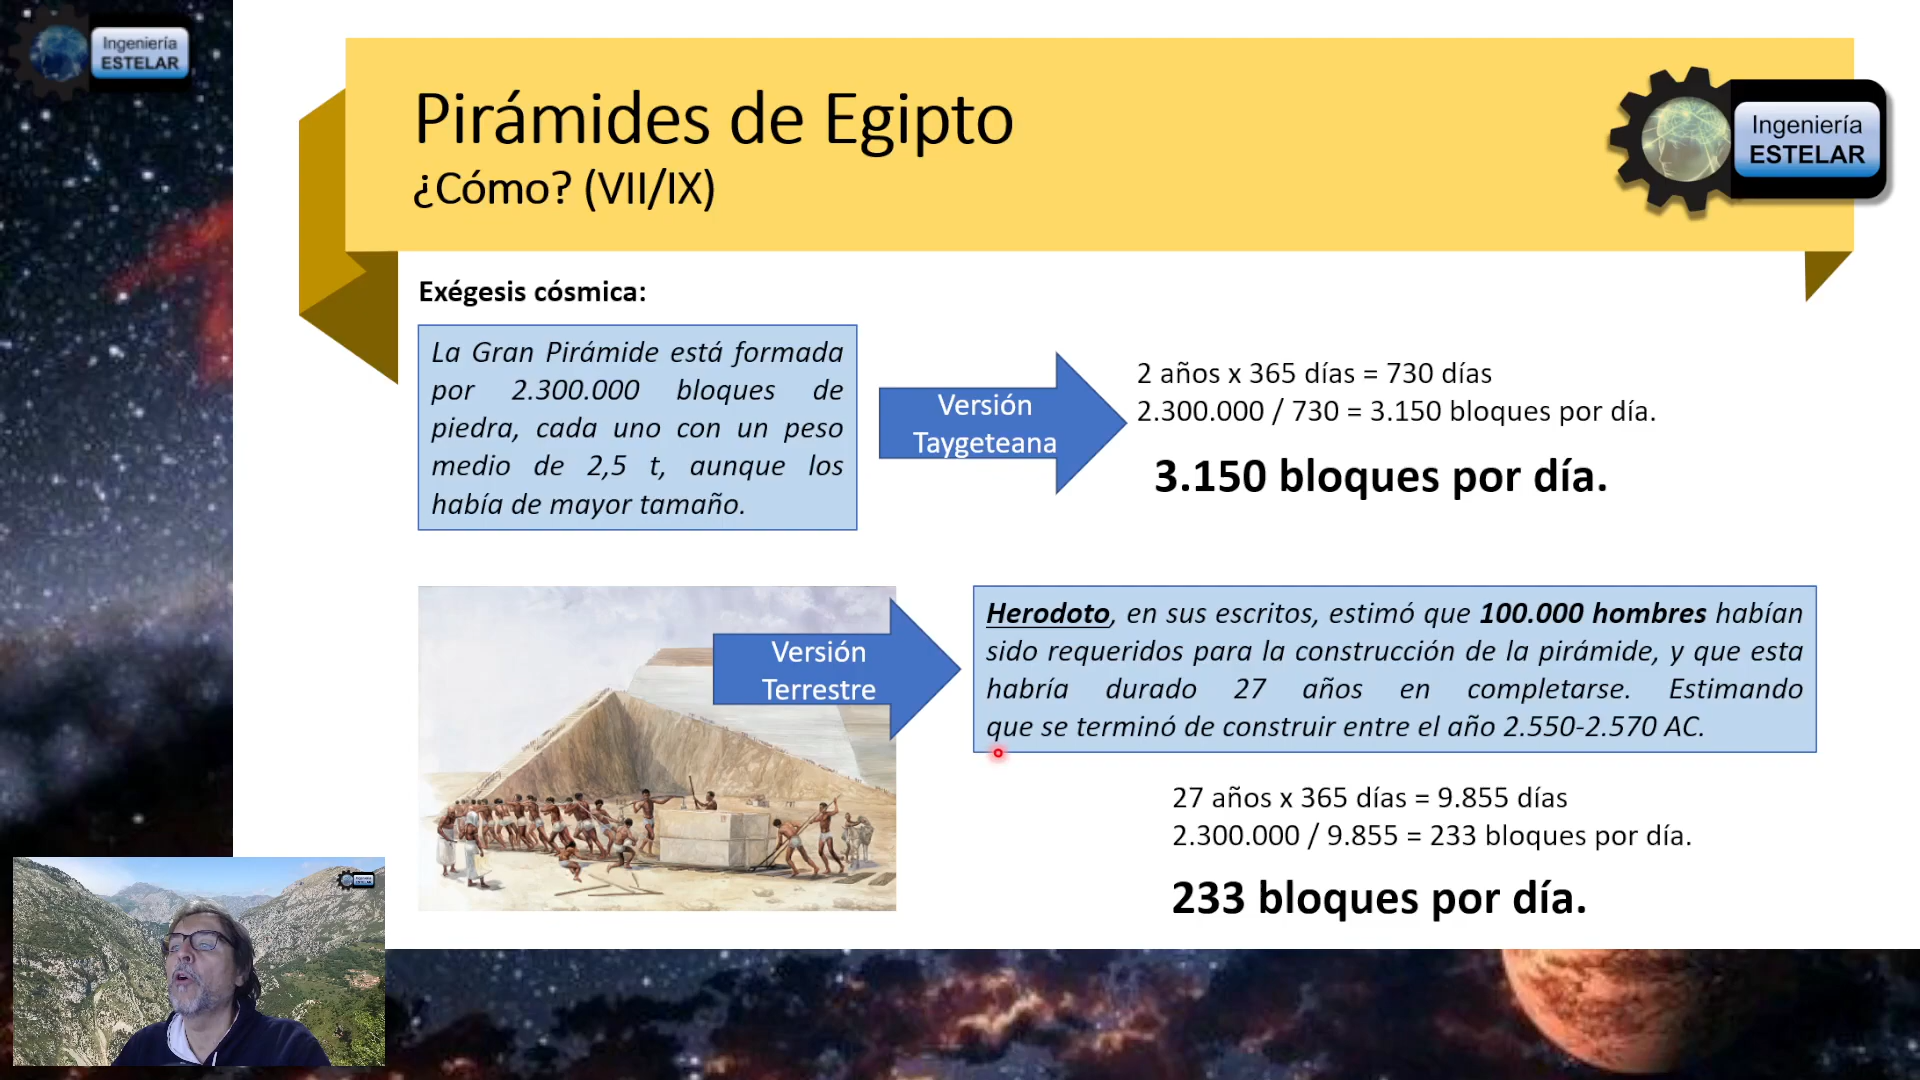 Ingeniería
ESTELAR
Pirámides de Egipto
¿Cómo? (VII/IX)
Ingeniería
ESTELAR
Exégesis cósmica:
La Gran Pirámide está formada
por 2.300.000 bloques de
piedra, cada uno con un peso
medio de 2,5 t, aunque los
había de mayor tamaño.
Versión
Taygeteana
2 años x 365 días = 730 días
2.300.000 / 730 = 3.150 bloques por día.
3.150 bloques por día.
Versión
Terrestre
Herodoto, en sus escritos, estimó que 100.000 hombres habían
sido requeridos para la construcción de la pirámide, y que esta
habría durado 27 años en completarse. Estimando
que se terminó de construir entre el año 2.550-2.570 AC.
27 años x 365 días = 9.855 días
2.300.000 / 9.855 = 233 bloques por día.
233 bloques por día.